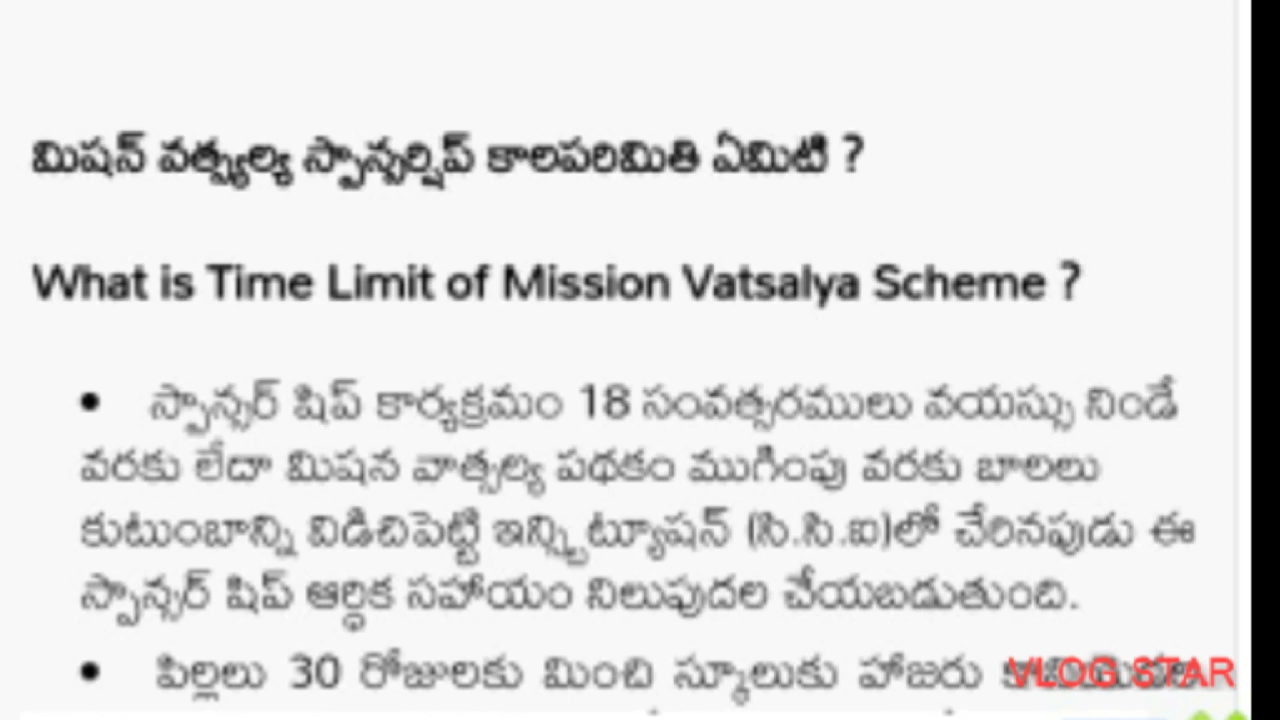 మిషన్ వత్స్యల్య స్పాన్సర్షిప్ కాలపరిమితి ఏమిటి ?
What is Time Limit of Mission Vatsalya Scheme ?
• స్పాన్సర్ షిప్ కార్యక్రమం 18 సంవత్సరములు వయస్సు నిండే
వరకు లేదా మిషన వాత్సల్య పథకం ముగింపు వరకు బాలలు
కుటుంబాన్ని విడిచిపెట్టి ఇన్స్టిట్యూషన్ (సి.సి.ఐ)లో చేరినపుడు ఈ
స్పాన్సర్ షిప్ ఆర్ధిక సహాయం నిలుపుదల చేయబడుతుంది.
• పిల్లలు 30 రోజులకు మించి స్కూలుకు హాజరు
VLOG STAR